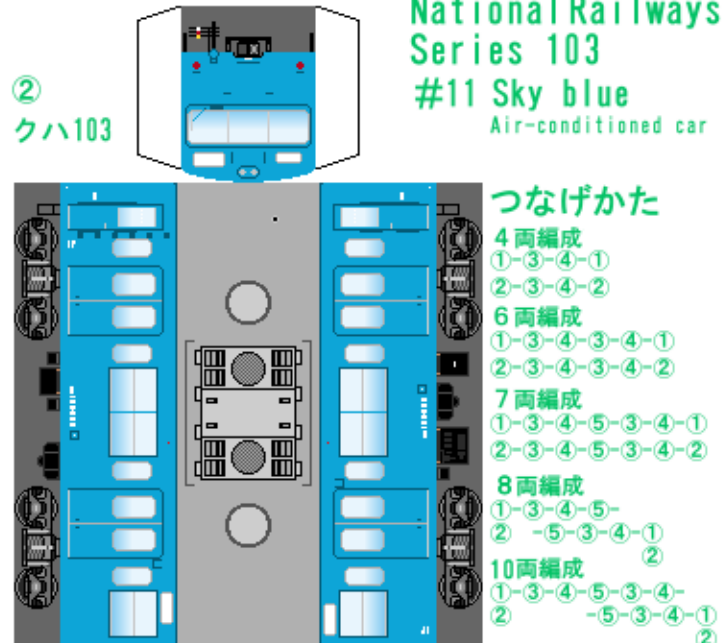 National Railways
Series 103
#11 Sky blue
Air-conditioned car
②
クハ103
つなげかた
4両編成
①-③-④-①
②-③-④-②
6両編成
①-③-④-③-④-①
②-③-④-③-④-②
7両編成
①-③-④-⑤-③-④-①
②-③-④-⑤-③-④-②
8両編成
①-③-④-⑤-
② -⑤-③-④-①
②
10両編成
①-③-④-⑤-③-④-
② -⑤-③-④-①
②